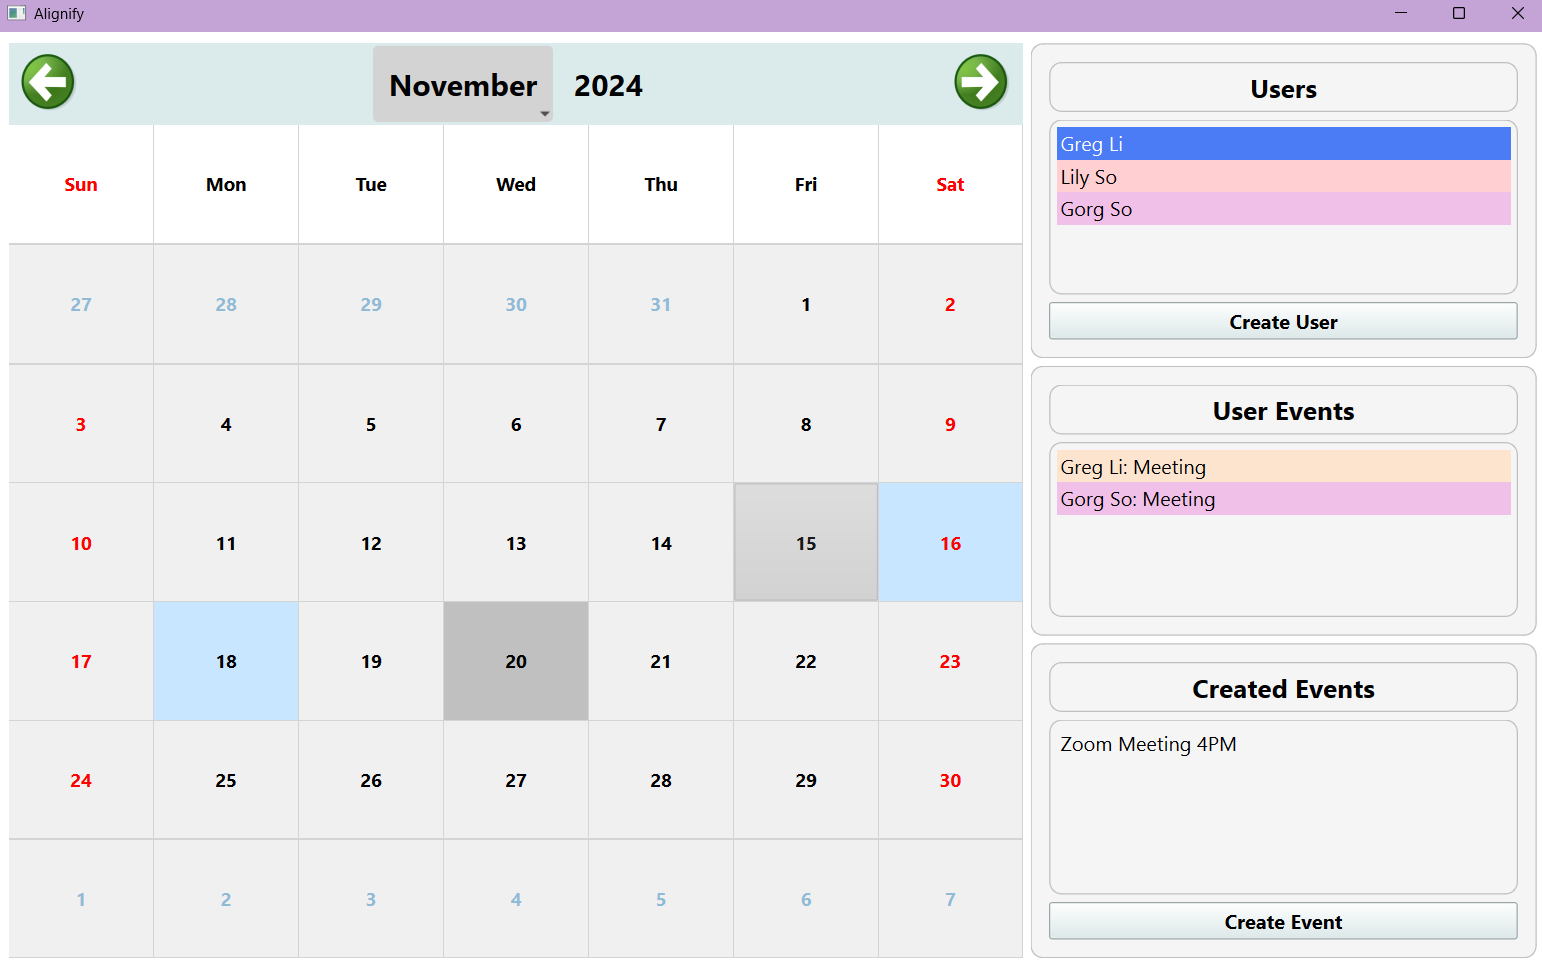 Alignify
November 2024
Sun Mon Tue Wed Thu Fri Sat
27 28 29 30 31 1 2
3 4 5 6 7 8 9
10 11 12 13 14 15 16
17 18 19 20 21 22 23
24 25 26 27 28 29 30
1 2 3 4 5 6 7
Users
Greg Li
Lily So
Gorg So
Create User
User Events
Greg Li: Meeting
Gorg So: Meeting
Created Events
Zoom Meeting 4PM
Create Event